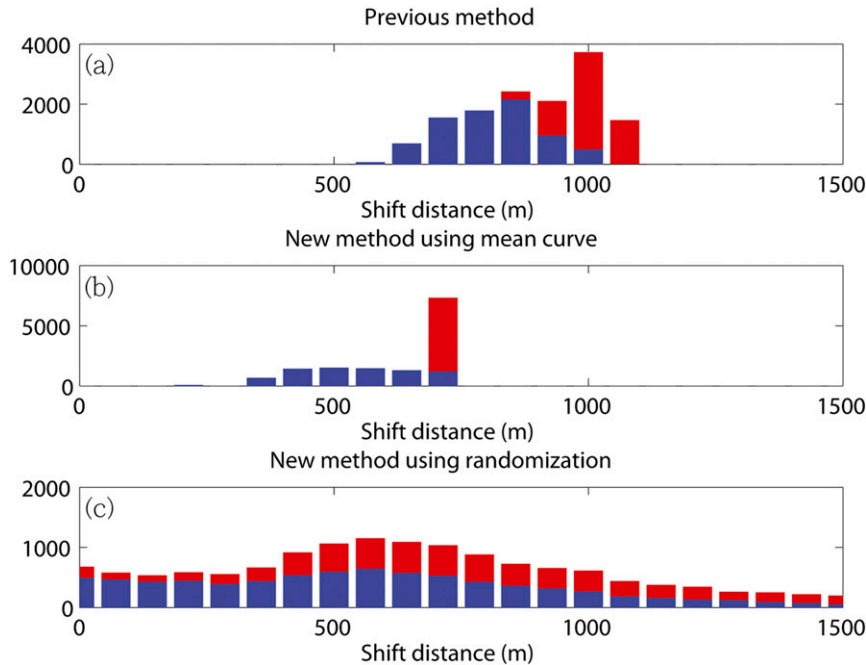 Previous method
4000
(a)
2000
0
0 500 1000 1500
Shift distance (m)
New method using mean curve
10000
(b)
5000
0
0 500 1000 1500
Shift distance (m)
New method using randomization
2000
(c)
1000
0
0 500 1000 1500
Shift distance (m)